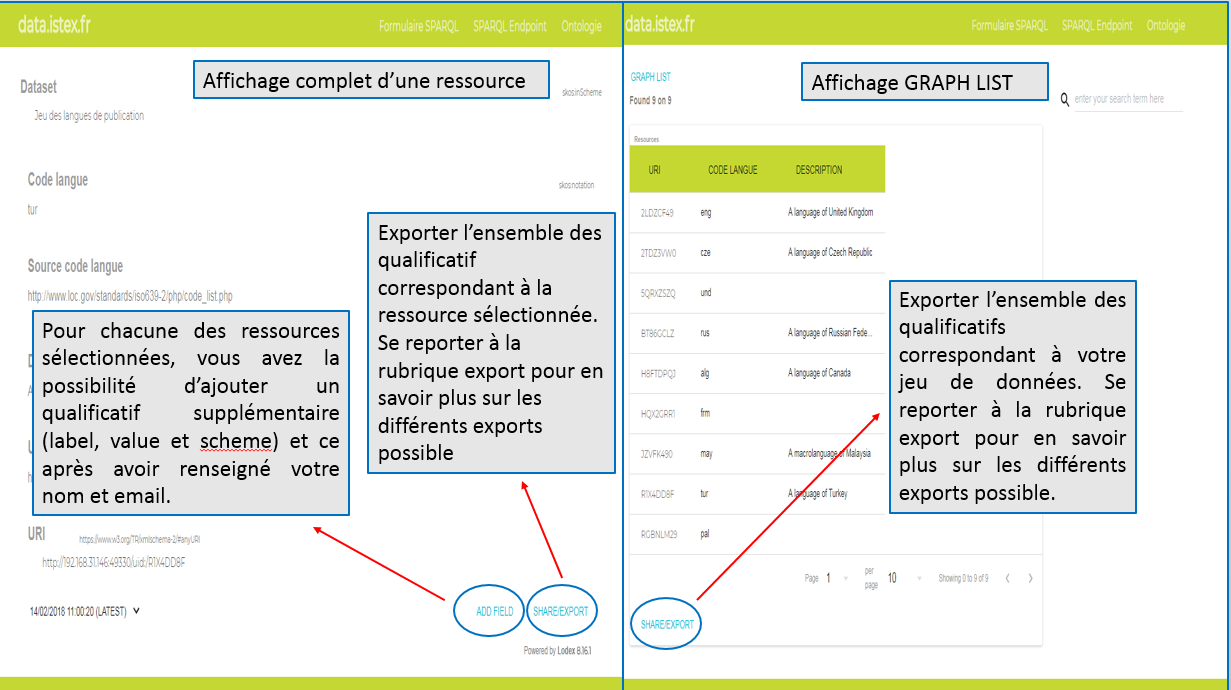 data.istex.fr
Formulaire SPARQL SPARQL Endpoint Ontologie
Affichage complet d'une ressource
Dataset
skos:inScheme
Jeu des langues de publication
Code langue
skos:notation
tur
Source code langue
http://www.loc.gov/standards/iso639-2/php/code_list.php
Pour chacune des ressources
sélectionnées, vous avez la
possibilité d'ajouter un
qualificatif supplémentaire
(label, value et scheme) et ce
après avoir renseigné votre
nom et email.
Exporter l'ensemble des
qualificatif
correspondant à la
ressource sélectionnée.
Se reporter à la
rubrique export pour en
savoir plus sur les
différents exports
possible
URI
https://www.w3.org/TR/xmlschema-2/#anyURI
http://192.168.31.146:49330/uid:/R1X4DD8F
14/02/2018 11:00:20 (LATEST)
ADD FIELD
SHARE/EXPORT
Powered by Lodex 8.16.1
data.istex.fr
Formulaire SPARQL SPARQL Endpoint Ontologie
GRAPH LIST
Found 9 on 9
Affichage GRAPH LIST
enter your search term here
Resources
URI CODE LANGUE DESCRIPTION
2LDZCF49 eng A language of United Kingdom
2TDZ3VW0 cze A language of Czech Republic
5QRXZSZQ und
BT86GCLZ rus A language of Russian Fede...
H8FTDPQJ alg A language of Canada
HQX2GRR1 frm
JZVFK490 may A macrolanguage of Malaysia
R1X4DD8F tur A language of Turkey
RGBNLM29 pal
Exporter l'ensemble des
qualificatifs
correspondant à votre
jeu de données. Se
reporter à la rubrique
export pour en savoir
plus sur les différents
exports possible.
Page 1 per page 10 Showing 0 to 9 of 9
SHARE/EXPORT